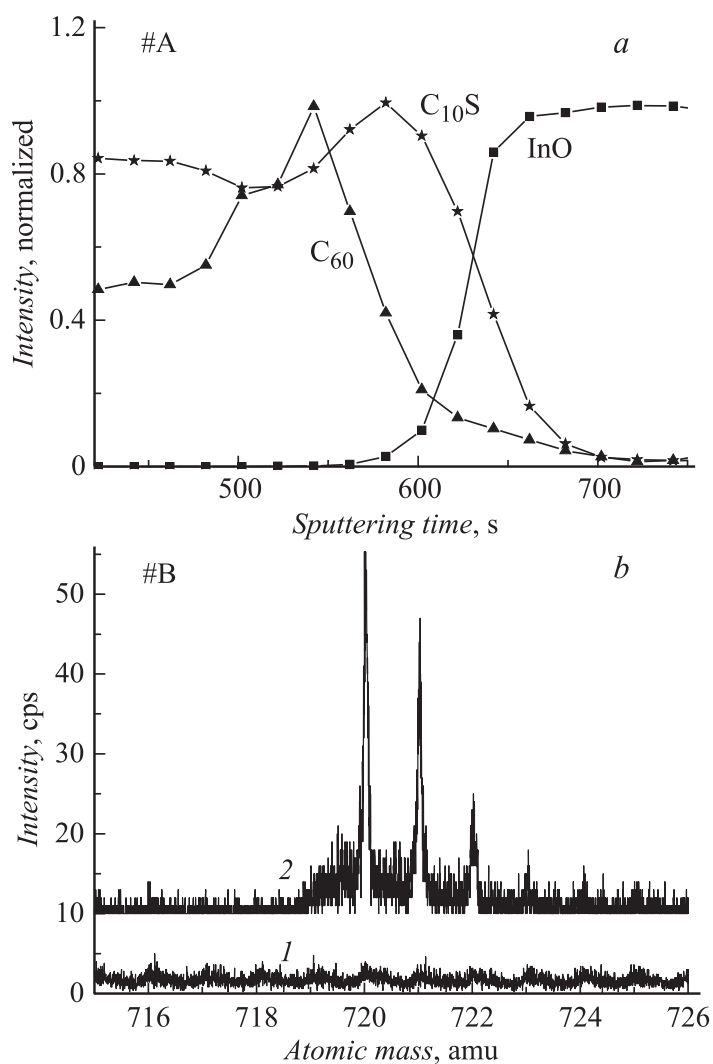 #A
a
1.2
0.8
0.4
0
Intensity, normalized
C10S
InO
C60
500
600
700
Sputtering time, s
#B
b
50
40
30
20
10
0
Intensity, cps
2
1
716
718
720
722
724
726
Atomic mass, amu